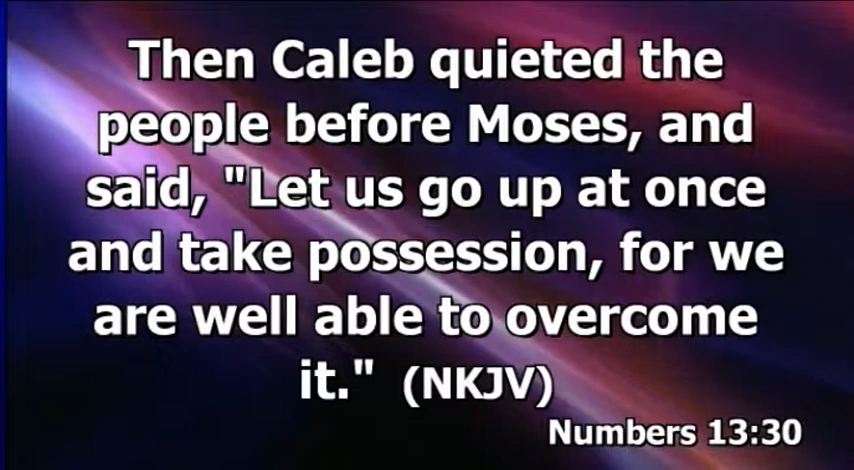 Then Caleb quieted the
people before Moses, and
said, "Let us go up at once
and take possession, for we
are well able to overcome
it." (NKJV)
Numbers 13:30